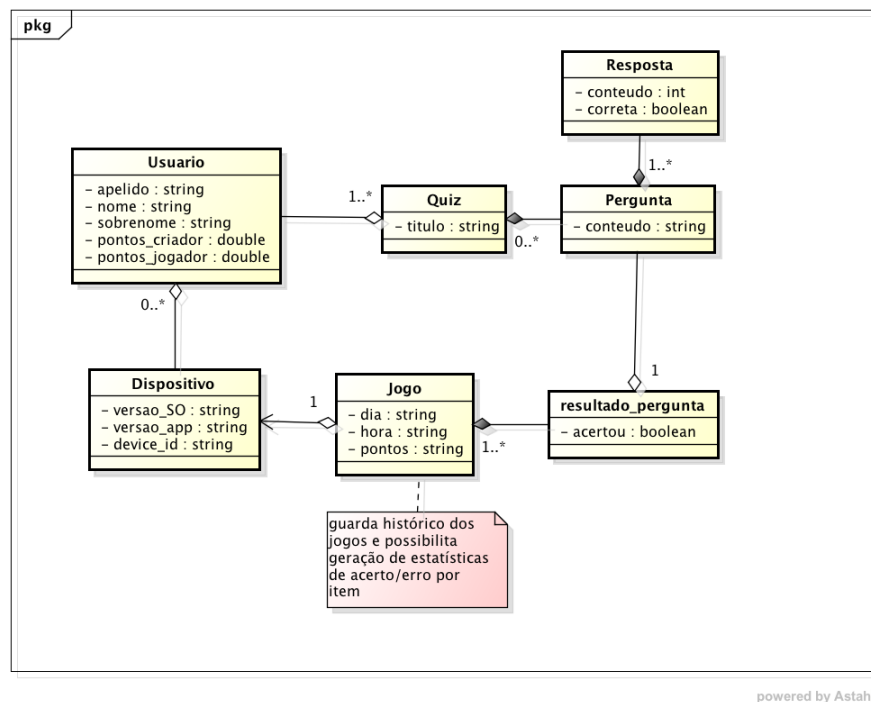 pkg
Resposta
- conteudo : int
- correta : boolean
1..*
Usuario
- apelido : string
- nome : string
- sobrenome : string
- pontos_criador : double
- pontos_jogador : double
1..*
Quiz
- titulo : string
0..*
Pergunta
- conteudo : string
0..*
Dispositivo
- versao_SO : string
- versao_app : string
- device_id : string
1
Jogo
- dia : string
- hora : string
- pontos : string
1..*
1
resultado_pergunta
- acertou : boolean
guarda histórico dos
jogos e possibilita
geração de estatísticas
de acerto/erro por
item
powered by Astah